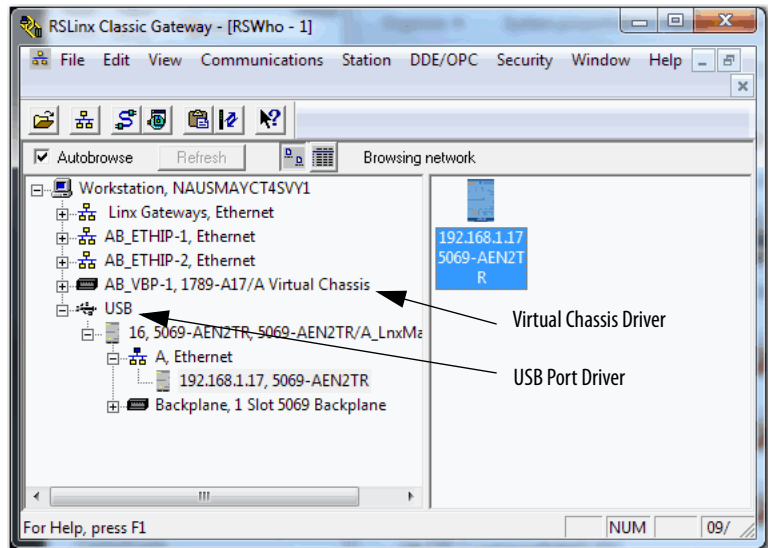 RSLinx Classic Gateway - [RSWho - 1]
File Edit View Communications Station DDE/OPC Security Window Help
Autobrowse Refresh Browsing network
Workstation, NAUSMAYCT4SVY1
Linx Gateways, Ethernet
AB_ETHIP-1, Ethernet
AB_ETHIP-2, Ethernet
AB_VBP-1, 1789-A17/A Virtual Chassis
USB
16, 5069-AEN2TR, 5069-AEN2TR/A_LnxMa
A, Ethernet
192.168.1.17, 5069-AEN2TR
Backplane, 1 Slot 5069 Backplane
192.168.1.17
5069-AEN2T
R
Virtual Chassis Driver
USB Port Driver
For Help, press F1 NUM 09/